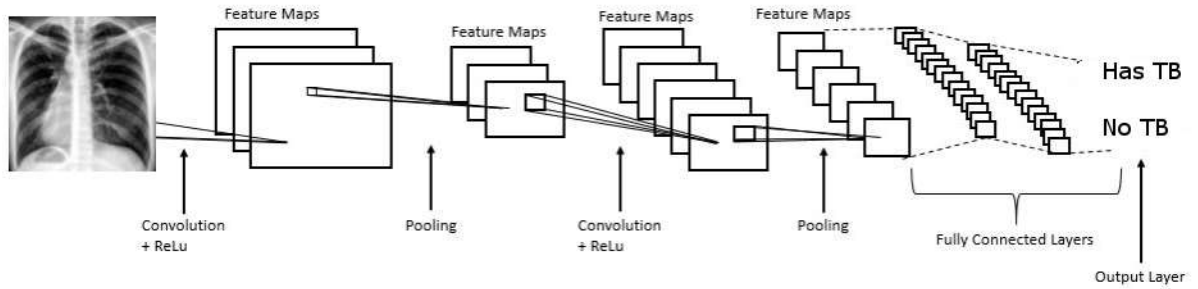 Feature Maps
Feature Maps
Feature Maps
Feature Maps
Has TB
No TB
Convolution
+ ReLu
Pooling
Convolution
+ ReLu
Pooling
Fully Connected Layers
Output Layer